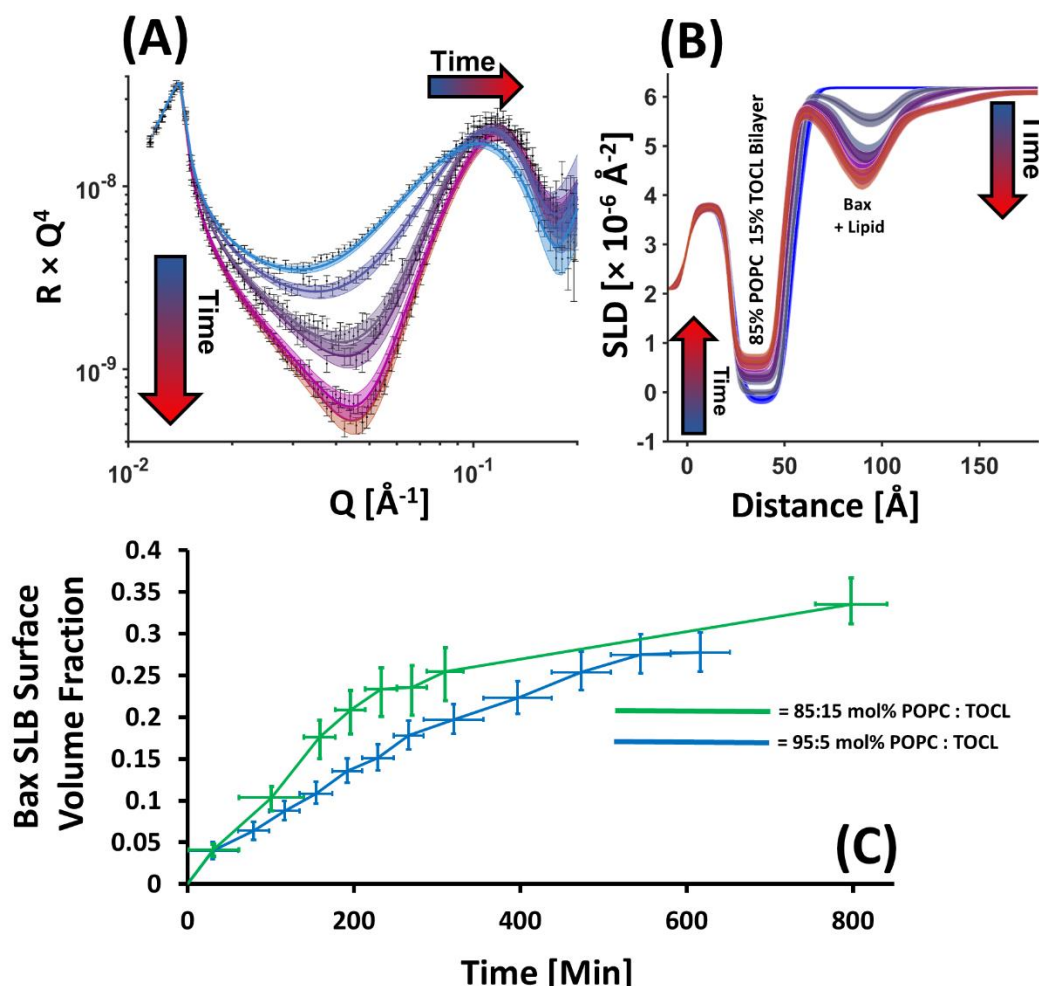 (A)
Time
10⁻⁸
10⁻⁹
R × Q⁴
Time
10⁻²
10⁻¹
Q [Å⁻¹]
(B)
6
5
4
3
2
1
0
-1
SLD [× 10⁻⁶ Å⁻²]
85% POPC 15% TOCL Bilayer
Bax
+ Lipid
Time
Time
0
50
100
150
Distance [Å]
0.4
0.35
0.3
0.25
0.2
0.15
0.1
0.05
0
Bax SLB Surface
Volume Fraction
= 85:15 mol% POPC : TOCL
= 95:5 mol% POPC : TOCL
(C)
0
200
400
600
800
Time [Min]